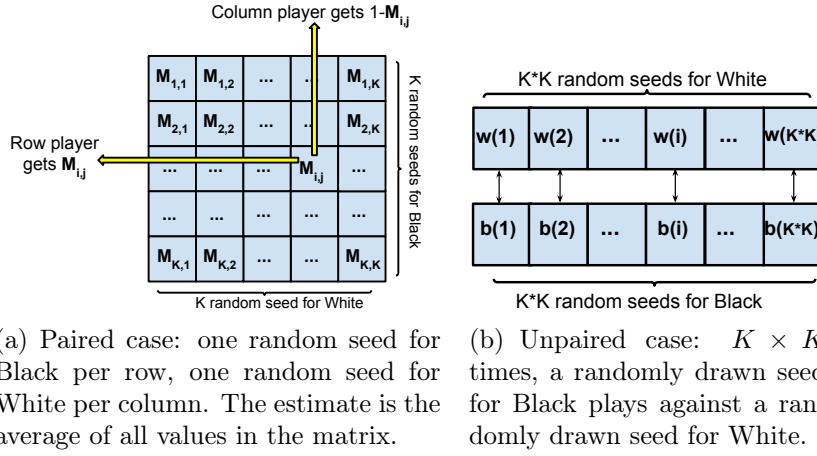 Column player gets 1-M_{i,j}
M_{1,1} M_{1,2} ... ... M_{1,K}
M_{2,1} M_{2,2} ... ... M_{2,K}
Row player
gets M_{i,j}
... ... ... M_{i,j} ...
... ... ... ... ...
M_{K,1} M_{K,2} ... ... M_{K,K}
K random seeds for Black
K random seed for White
(a) Paired case: one random seed for
Black per row, one random seed for
White per column. The estimate is the
average of all values in the matrix.
K*K random seeds for White
w(1) w(2) ... w(i) ... w(K*K
b(1) b(2) ... b(i) ... b(K*K)
K*K random seeds for Black
(b) Unpaired case: K × K
times, a randomly drawn seed
for Black plays against a ran-
domly drawn seed for White.